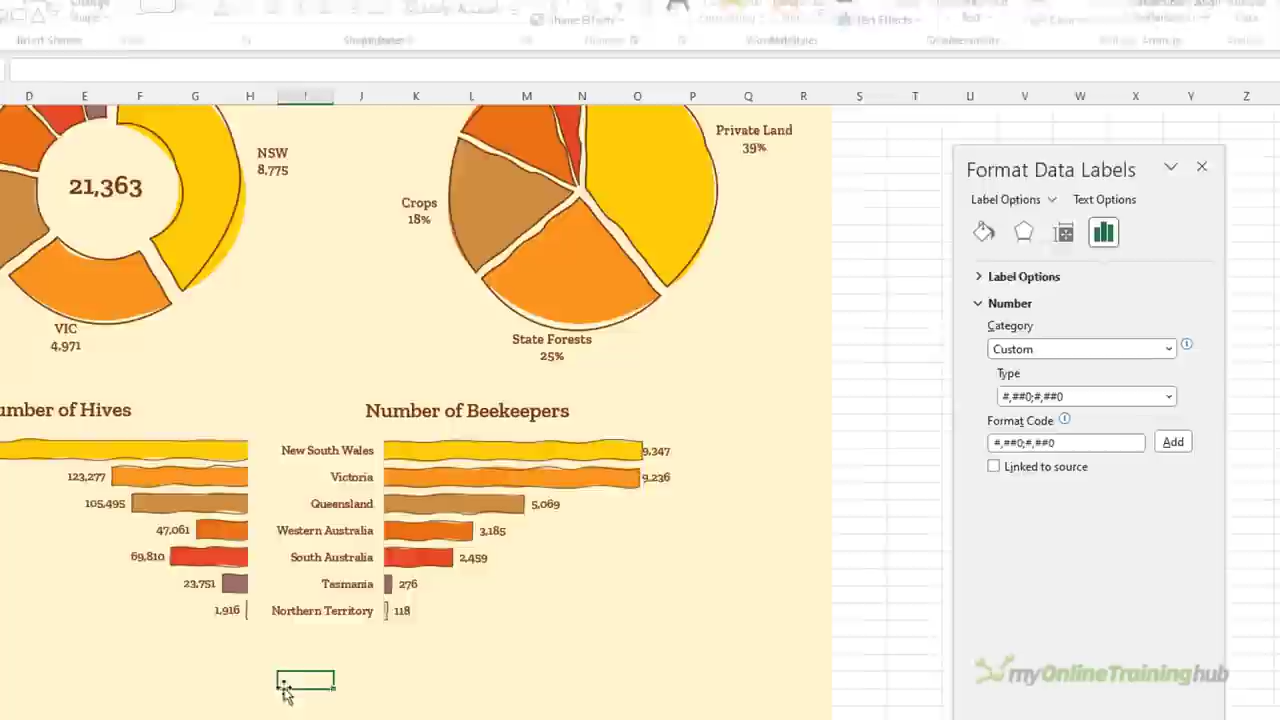 D E F G H I J K L M N O P Q R S T U V W X Y Z
21,363
NSW
8,775
VIC
4,971
Private Land
39%
Crops
18%
State Forests
25%
Format Data Labels
Label Options Text Options
Label Options
Number
Category
Custom
Type
#,##0;#,##0
Format Code
#,##0;#,##0 Add
Linked to source
umber of Hives
Number of Beekeepers
New South Wales 9,347
123,277 Victoria 9,236
105,495 Queensland 5,069
47,061 Western Australia 3,185
69,810 South Australia 2,459
23,751 Tasmania 276
1,916 Northern Territory 118
myOnlineTraininghub